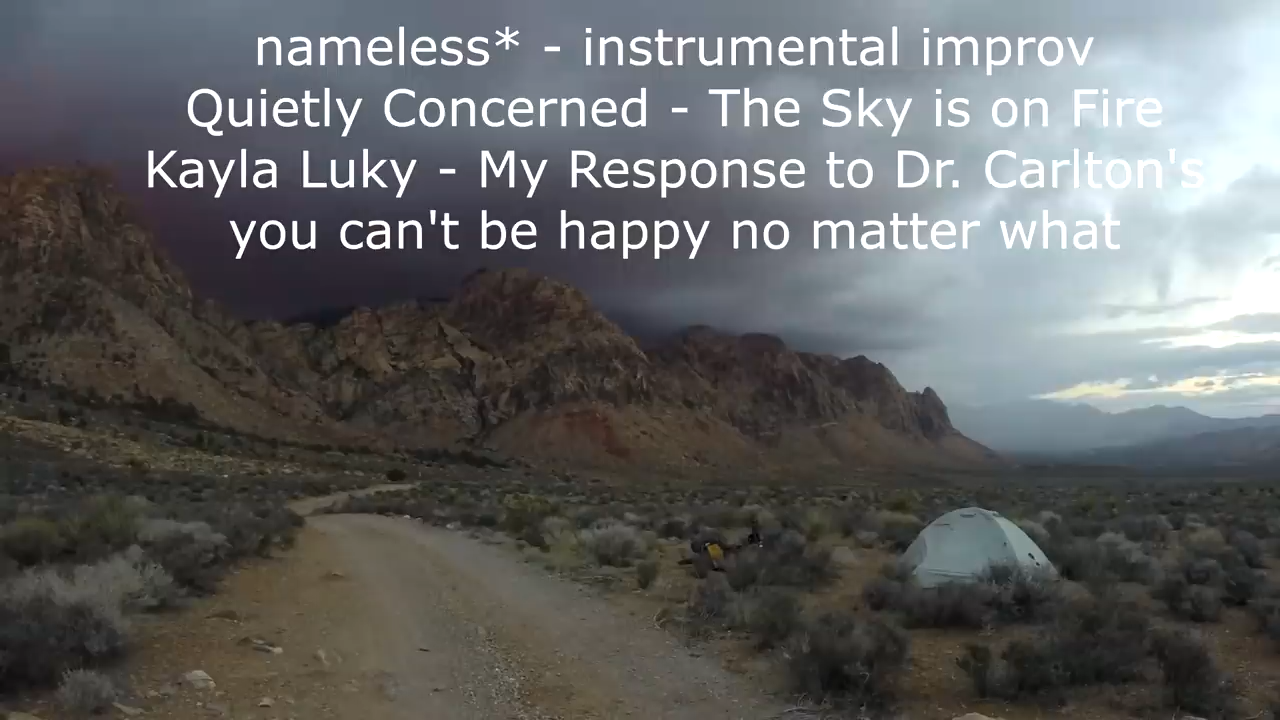 nameless* - instrumental improv
Quietly Concerned - The Sky is on Fire
Kayla Luky - My Response to Dr. Carlton's
you can't be happy no matter what